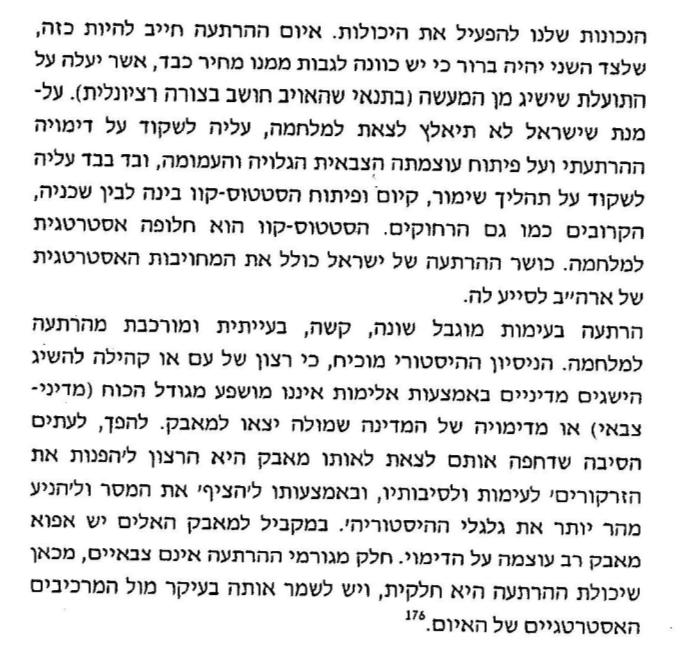 הנכונות שלנו להפעיל את היכולות. איום ההרתעה חייב להיות כזה,
שלצד השני יהיה ברור כי יש כוונה לגבות ממנו מחיר כבד, אשר יעלה על
התועלת שישיג מן המעשה (בתנאי שהאויב חושב בצורה רציונלית). על-
מנת שישראל לא תיאלץ לצאת למלחמה, עליה לשקוד על דימויה
ההרתעתי ועל פיתוח עוצמתה הצבאית הגלויה והעמומה, ובד בבד עליה
לשקוד על תהליך שימור, קיום ופיתוח הסטטוס-קוו בינה לבין שכניה,
הקרובים כמו גם הרחוקים. הסטטוס-קוו הוא חלופה אסטרטגית
למלחמה. כושר ההרתעה של ישראל כולל את המחויבות האסטרטגית
של ארה״ב לסייע לה.
הרתעה בעימות מוגבל שונה, קשה, בעייתית ומורכבת מהרתעה
למלחמה. הניסיון ההיסטורי מוכיח, כי רצון של עם או קהילה להשיג
הישגים מדיניים באמצעות אלימות איננו מושפע מגודל הכוח (מדיני-
צבאי) או מדימויה של המדינה שמולה יצאו למאבק. להפך, לעתים
הסיבה שדחפה אותם לצאת לאותו מאבק היא הרצון ל׳הפנות את
הזרקורים׳ לעימות ולסיבותיו, ובאמצעותו ל׳הציף׳ את המסר ול׳הניע
מהר יותר את גלגלי ההיסטוריה׳. במקביל למאבק האלים יש אפוא
מאבק רב עוצמה על הדימוי. חלק מגורמי ההרתעה אינם צבאיים, מכאן
שיכולת ההרתעה היא חלקית, ויש לשמר אותה בעיקר מול המרכיבים
האסטרטגיים של האיום.176